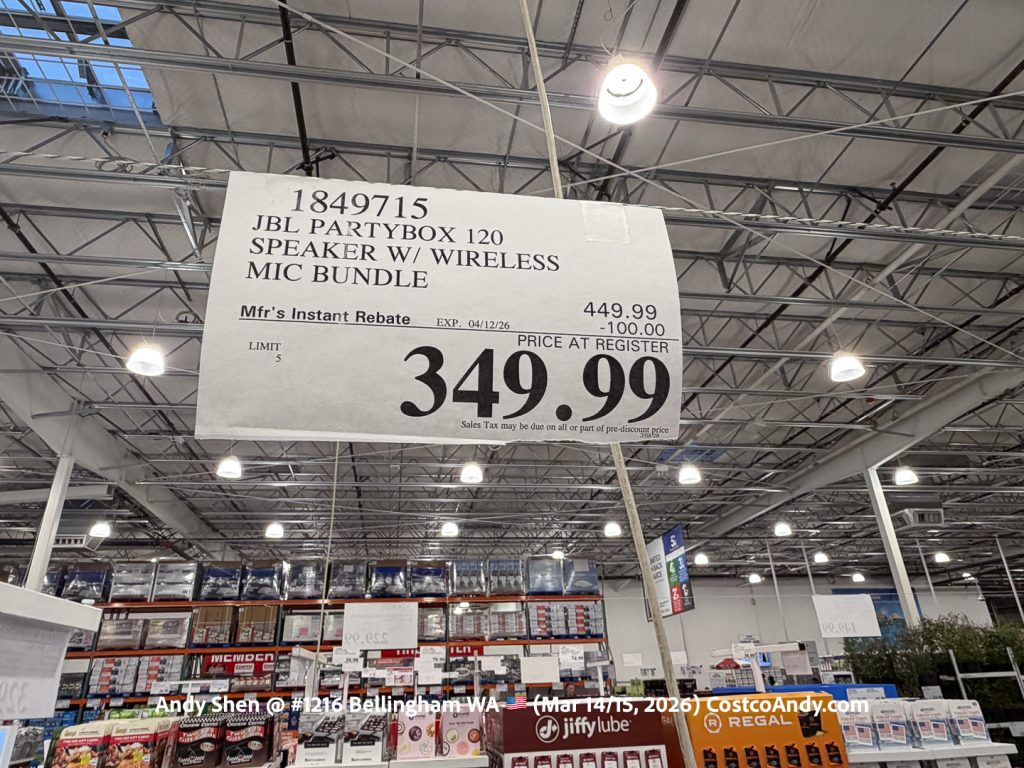 1849715
JBL PARTYBOX 120
SPEAKER W/ WIRELESS
MIC BUNDLE
449.99
Mfr's Instant Rebate EXP. 04/12/26 -100.00
PRICE AT REGISTER
LIMIT
5
349.99
Sales Tax may be due on all or part of pre-discount price
Andy Shen @ #1216 Bellingham WA 🇺🇸 (Mar 14/15, 2026) CostcoAndy.com
jiffylube
R REGAL